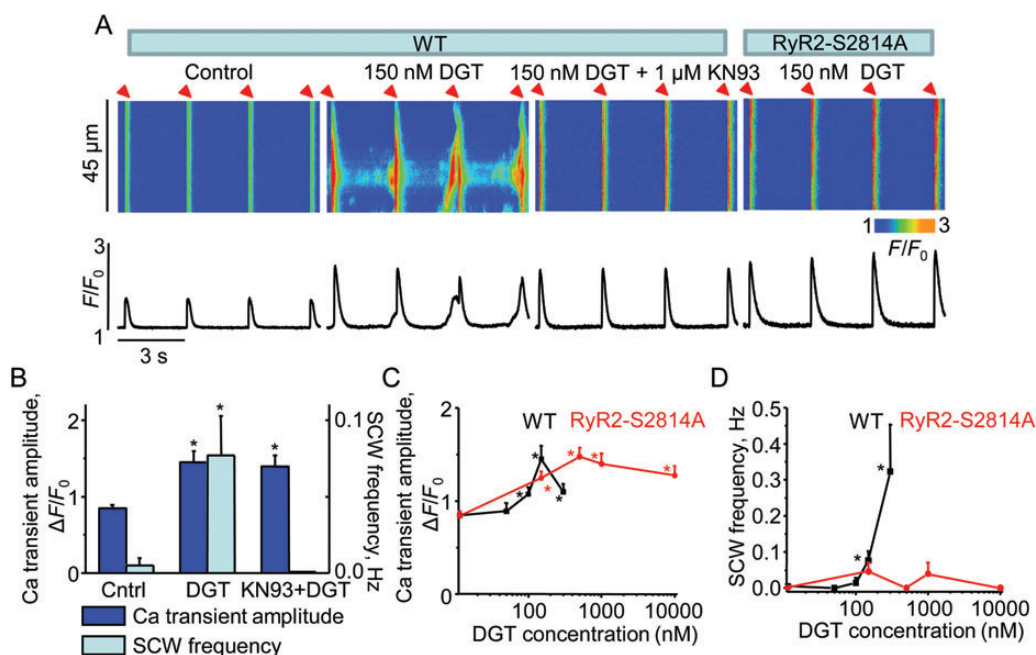 A
WT
RyR2-S2814A
Control
150 nM DGT
150 nM DGT + 1 µM KN93
150 nM DGT
45 µm
1
3
F/F0
3
F/F0
1
3 s
B
Ca transient amplitude,
ΔF/F0
2
1
0
*
*
*
0.1
0.0
SCW frequency, Hz
Cntrl
DGT
KN93+DGT
Ca transient amplitude
SCW frequency
C
Ca transient amplitude,
ΔF/F0
2
1
0
WT
RyR2-S2814A
*
*
*
*
*
*
*
100
1000
10000
DGT concentration (nM)
D
SCW frequency, Hz
0.5
0.4
0.3
0.2
0.1
0.0
WT
RyR2-S2814A
*
*
100
1000
10000
DGT concentration (nM)